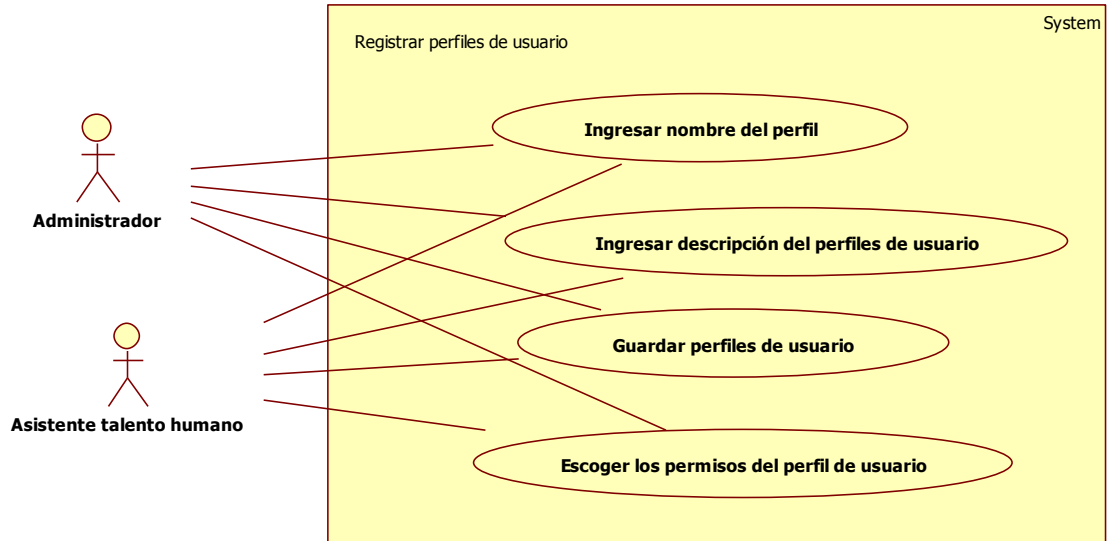 System
Registrar perfiles de usuario
Ingresar nombre del perfil
Administrador
Ingresar descripción del perfiles de usuario
Guardar perfiles de usuario
Asistente talento humano
Escoger los permisos del perfil de usuario